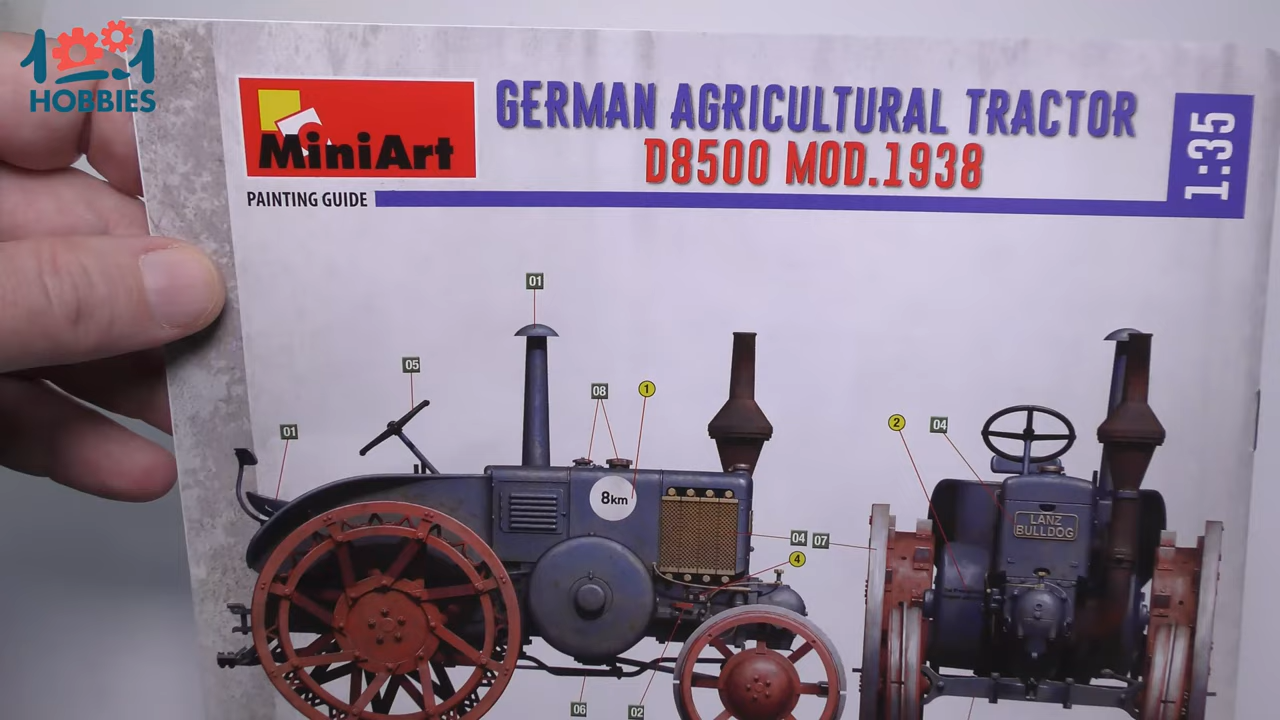 1001
HOBBIES
MiniArt
GERMAN AGRICULTURAL TRACTOR
D8500 MOD.1938
1:35
PAINTING GUIDE
01
05
08
1
01
2
04
8km
LANZ
BULLDOG
04 07
4
06
02